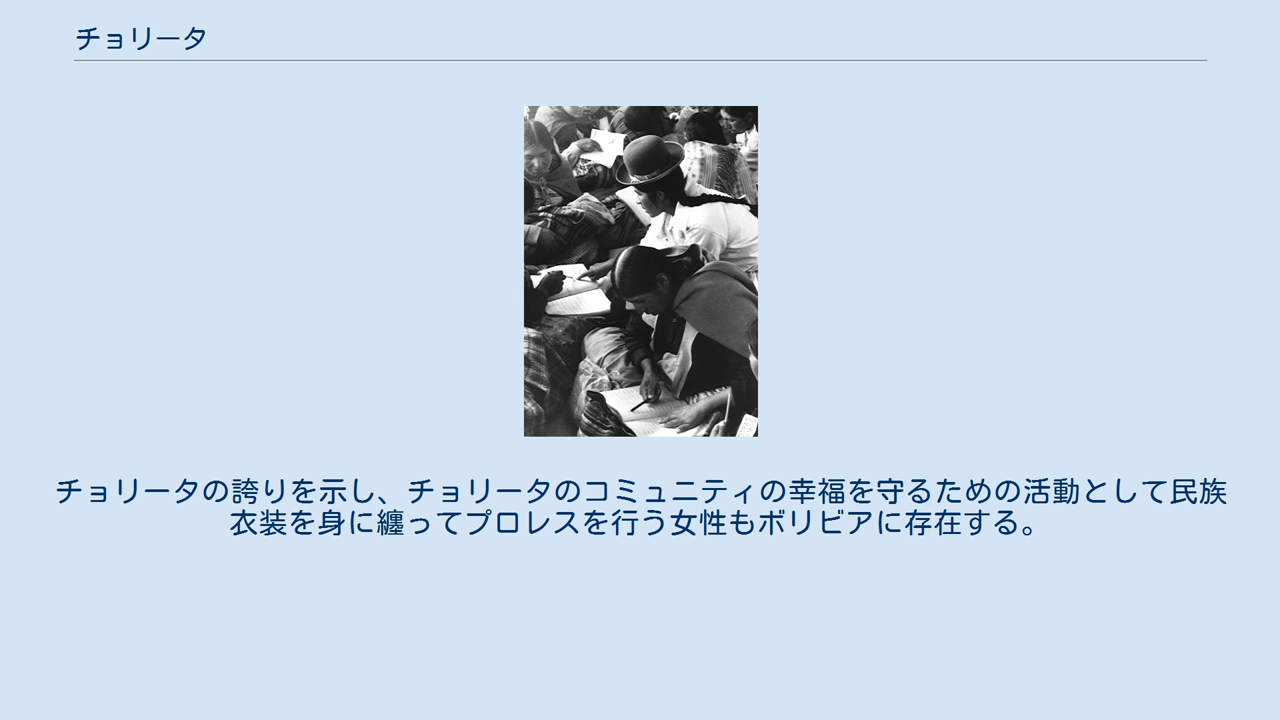 チョリータ
チョリータの誇りを示し、チョリータのコミュニティの幸福を守るための活動として民族
衣装を身に纏ってプロレスを行う女性もボリビアに存在する。